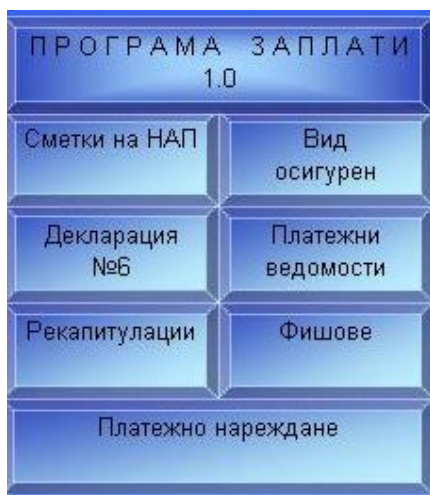 ПРОГРАМА ЗАПЛАТИ
1.0
Сметки на НАП
Вид
осигурен
Декларация
№6
Платежни
ведомости
Рекапитулации
Фишове
Платежно нареждане